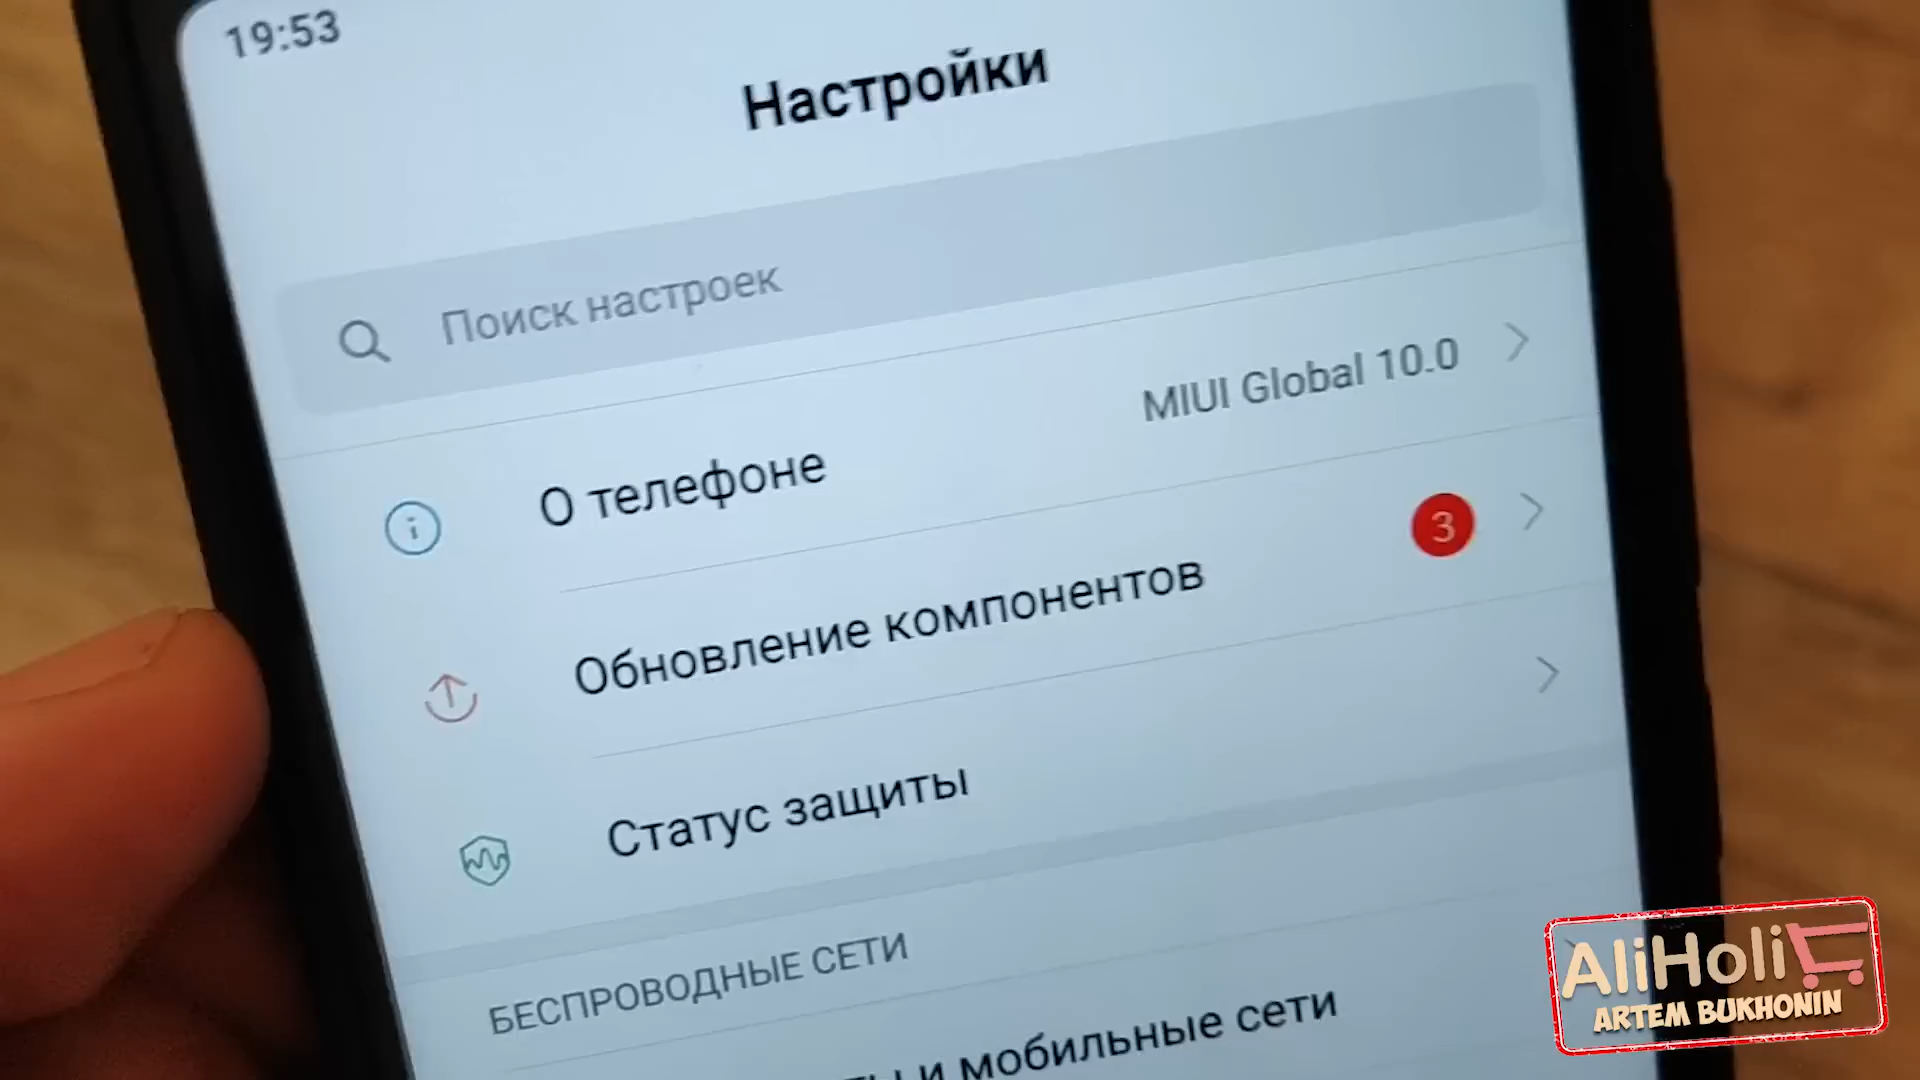 19:53
Настройки
Поиск настроек
О телефоне
MIUI Global 10.0
Обновление компонентов
3
Статус защиты
БЕСПРОВОДНЫЕ СЕТИ
и мобильные сети
AliHoli
ARTEM BUKHONIN